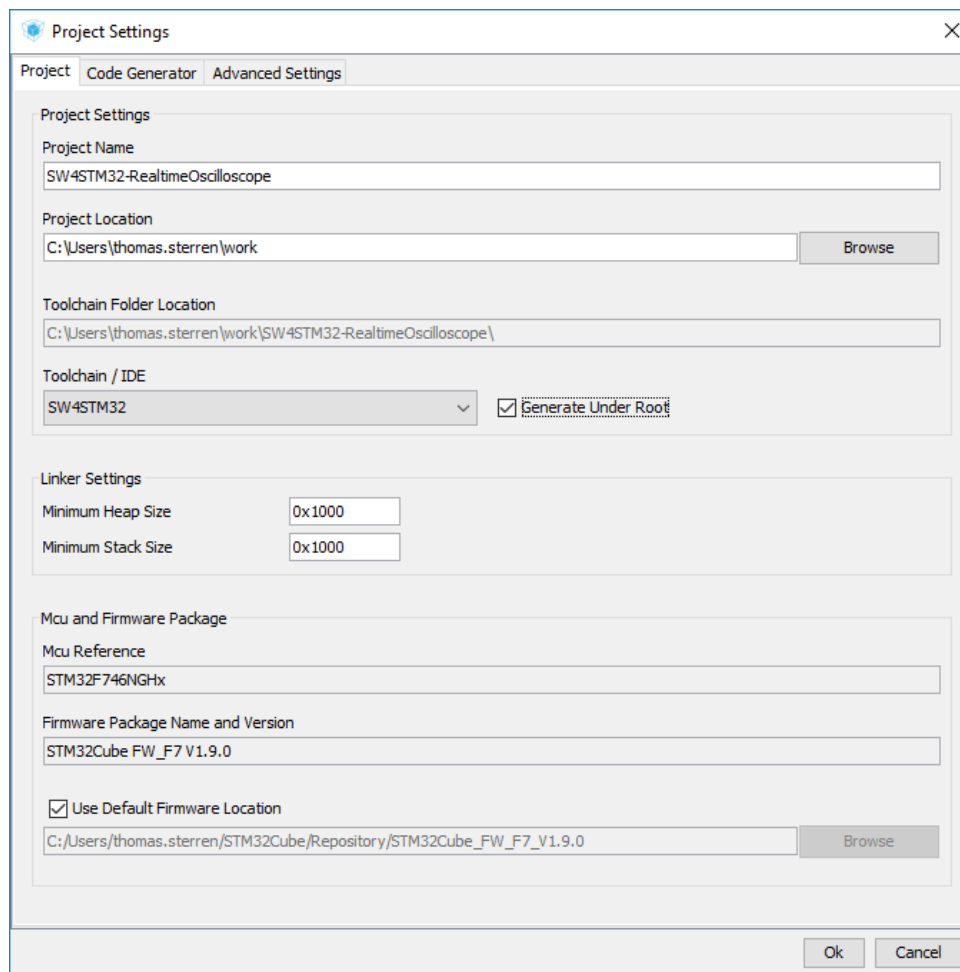 Project Settings
Project
Code Generator
Advanced Settings
Project Settings
Project Name
SW4STM32-RealtimeOscilloscope
Project Location
C:\Users\thomas.sterren\work
Browse
Toolchain Folder Location
C:\Users\thomas.sterren\work\SW4STM32-RealtimeOscilloscope\
Toolchain / IDE
SW4STM32
Generate Under Root
Linker Settings
Minimum Heap Size
0x1000
Minimum Stack Size
0x1000
Mcu and Firmware Package
Mcu Reference
STM32F746NGHx
Firmware Package Name and Version
STM32Cube FW_F7 V1.9.0
Use Default Firmware Location
C:/Users/thomas.sterren/STM32Cube/Repository/STM32Cube_FW_F7_V1.9.0
Browse
Ok
Cancel